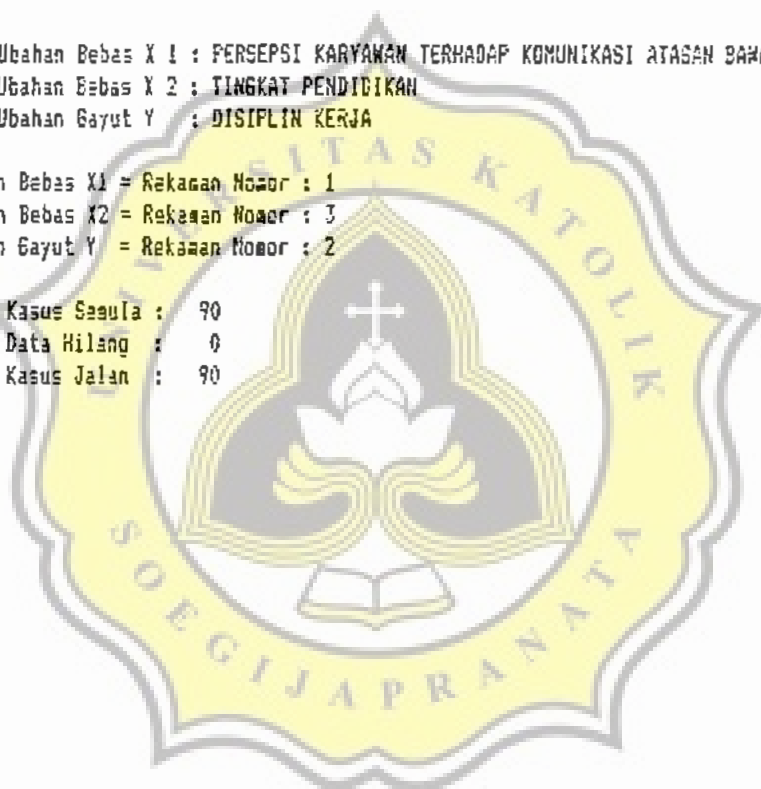 Ubahan Bebas X 1 : PERSEPSI KARYAWAN TERHADAP KOMUNIKASI ATASAN BAWA
Ubahan Bebas X 2 : TINGKAT PENDIDIKAN
Ubahan Gayut Y : DISIPLIN KERJA
n Bebas X1 = Rekaman Nomor : 1
n Bebas X2 = Rekaman Nomor : 3
n Gayut Y = Rekaman Nomor : 2
Kasus Semula : 90
Data Hilang : 0
Kasus Jalan : 90
UNIVERSITAS KATOLIK
SOEGIJAPRANATA